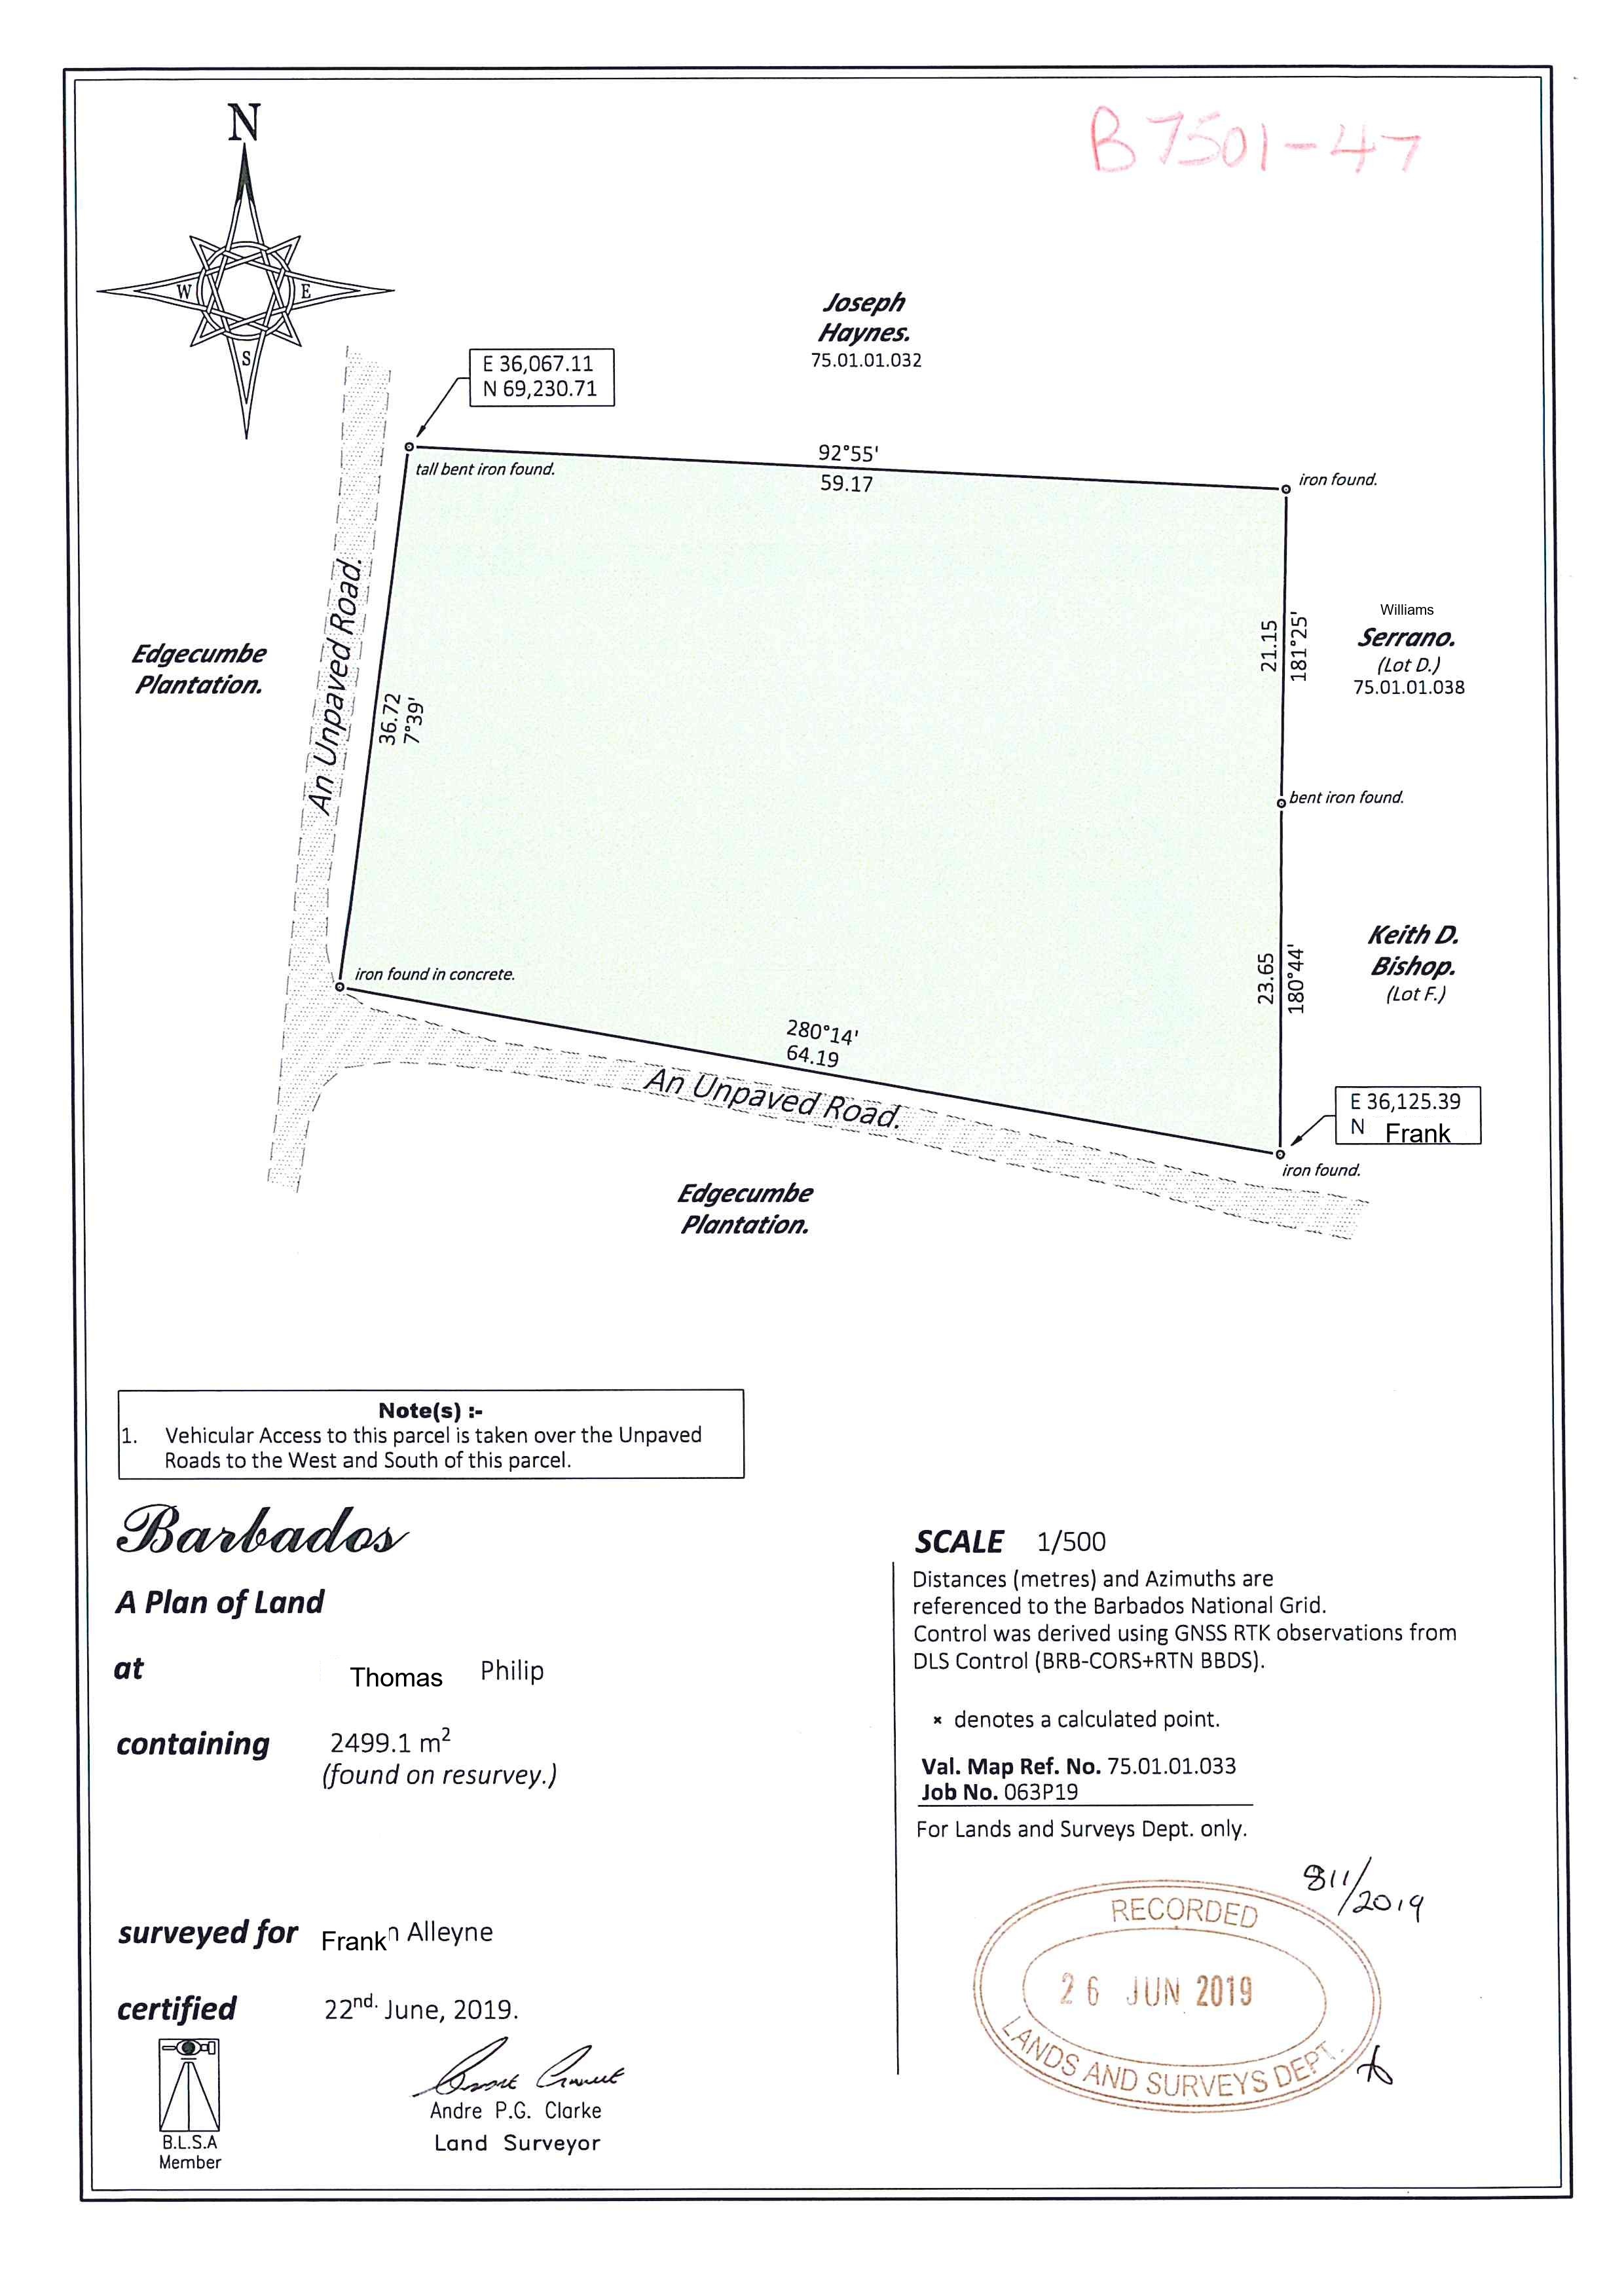 B 7501-47
N
W
E
S
Joseph
Haynes.
75.01.01.032
E 36,067.11
N 69,230.71
tall bent iron found.
92°55'
59.17
iron found.
An Unpaved Road.
Edgecumbe
Plantation.
36.72
7°39'
21.15
181°25'
Williams
Serrano.
(Lot D.)
75.01.01.038
bent iron found.
23.65
180°44'
Keith D.
Bishop.
(Lot F.)
iron found in concrete.
280°14'
64.19
An Unpaved Road.
E 36,125.39
N Frank
iron found.
Edgecumbe
Plantation.
Note(s) :-
1. Vehicular Access to this parcel is taken over the Unpaved
Roads to the West and South of this parcel.
Barbados
A Plan of Land
at Thomas Philip
containing 2499.1 m²
(found on resurvey.)
surveyed for Frank n Alleyne
certified 22nd. June, 2019.
B.L.S.A
Member
Andre P.G. Clarke
Land Surveyor
SCALE 1/500
Distances (metres) and Azimuths are
referenced to the Barbados National Grid.
Control was derived using GNSS RTK observations from
DLS Control (BRB-CORS+RTN BBDS).
× denotes a calculated point.
Val. Map Ref. No. 75.01.01.033
Job No. 063P19
For Lands and Surveys Dept. only.
811/2019
RECORDED
26 JUN 2019
LANDS AND SURVEYS DEPT.